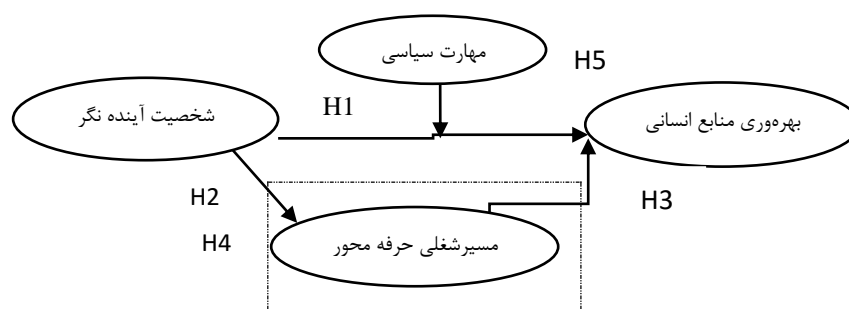 مهارت سیاسی
H5
شخصیت آینده نگر
H1
بهره‌وری منابع انسانی
H2
H3
H4
مسیرشغلی حرفه محور